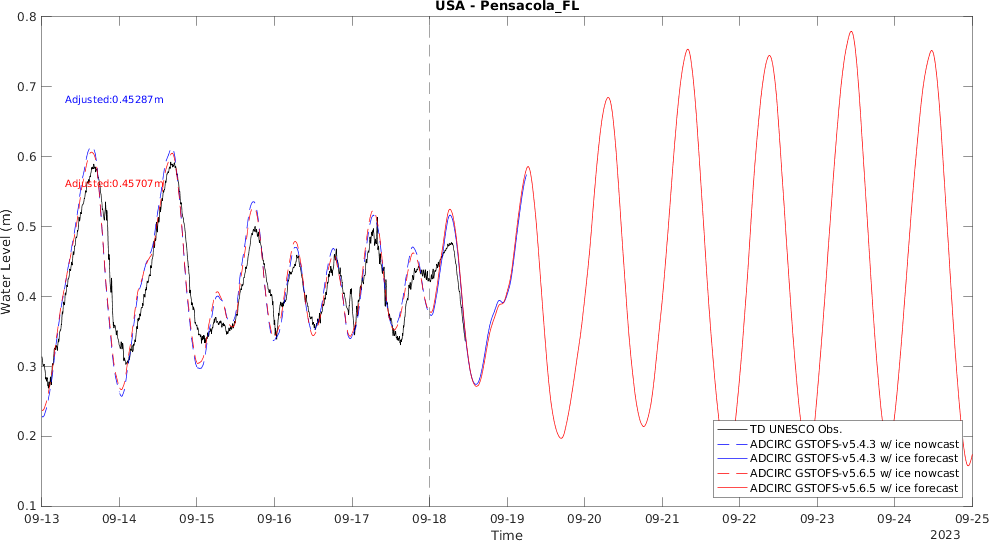 USA - Pensacola_FL
0.8
0.7
0.6
0.5
0.4
0.3
0.2
0.1
Water Level (m)
Adjusted:0.45287m
Adjusted:0.45707m
TD UNESCO Obs.
ADCIRC GSTOFS-v5.4.3 w/ ice nowcast
ADCIRC GSTOFS-v5.4.3 w/ ice forecast
ADCIRC GSTOFS-v5.6.5 w/ ice nowcast
ADCIRC GSTOFS-v5.6.5 w/ ice forecast
09-13 09-14 09-15 09-16 09-17 09-18 09-19 09-20 09-21 09-22 09-23 09-24 09-25
Time
2023